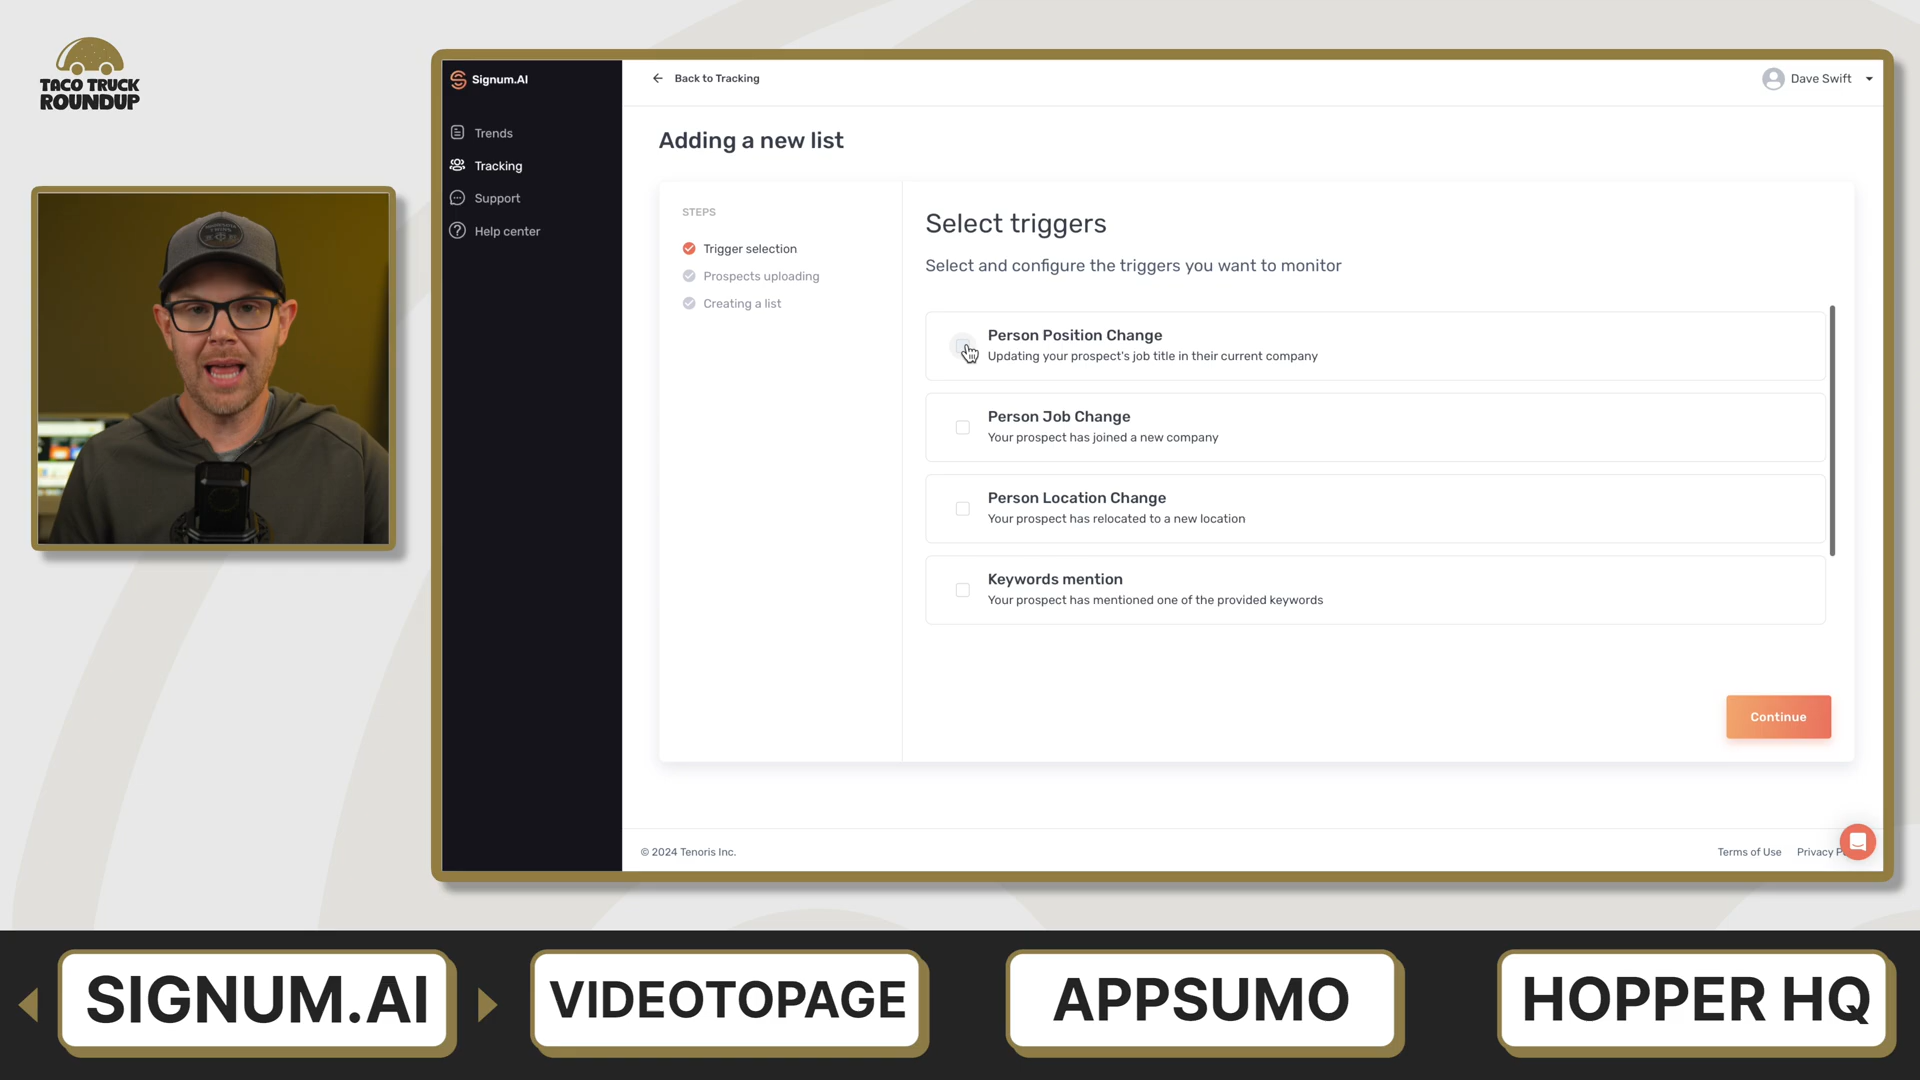 TACO TRUCK
ROUNDUP
Signum.AI
Trends
Tracking
Support
Help center
Back to Tracking
Dave Swift
Adding a new list
STEPS
Trigger selection
Prospects uploading
Creating a list
Select triggers
Select and configure the triggers you want to monitor
Person Position Change
Updating your prospect's job title in their current company
Person Job Change
Your prospect has joined a new company
Person Location Change
Your prospect has relocated to a new location
Keywords mention
Your prospect has mentioned one of the provided keywords
Continue
© 2024 Tenoris Inc.
Terms of Use
Privacy
SIGNUM.AI
VIDEOTOPAGE
APPSUMO
HOPPER HQ